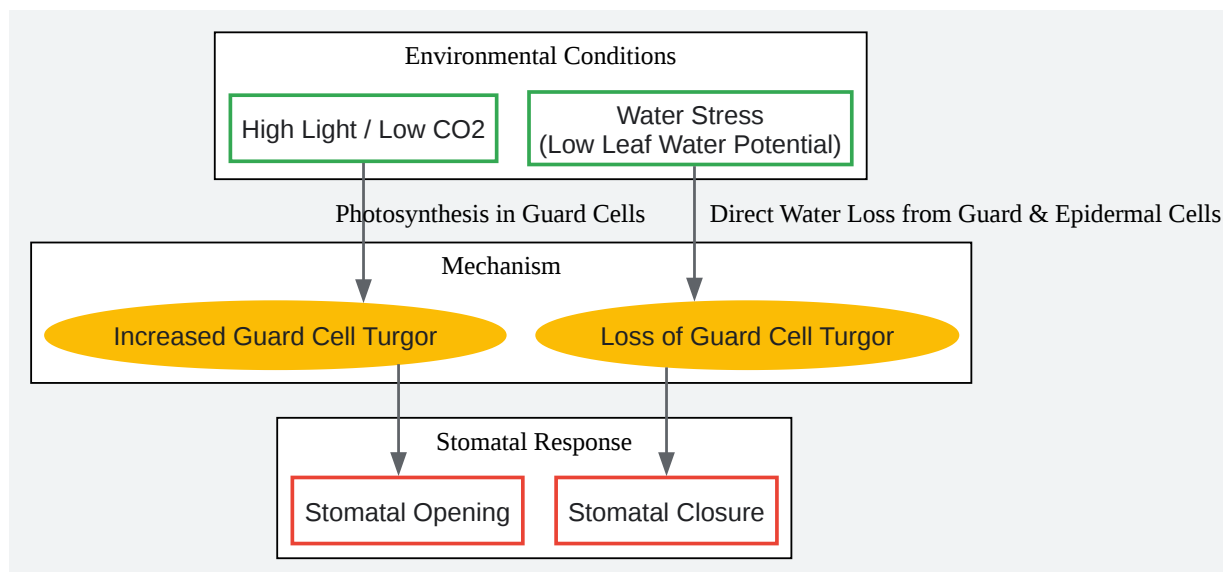 Environmental Conditions
High Light / Low CO2
Water Stress
(Low Leaf Water Potential)
Photosynthesis in Guard Cells
Direct Water Loss from Guard & Epidermal Cells
Mechanism
Increased Guard Cell Turgor
Loss of Guard Cell Turgor
Stomatal Response
Stomatal Opening
Stomatal Closure